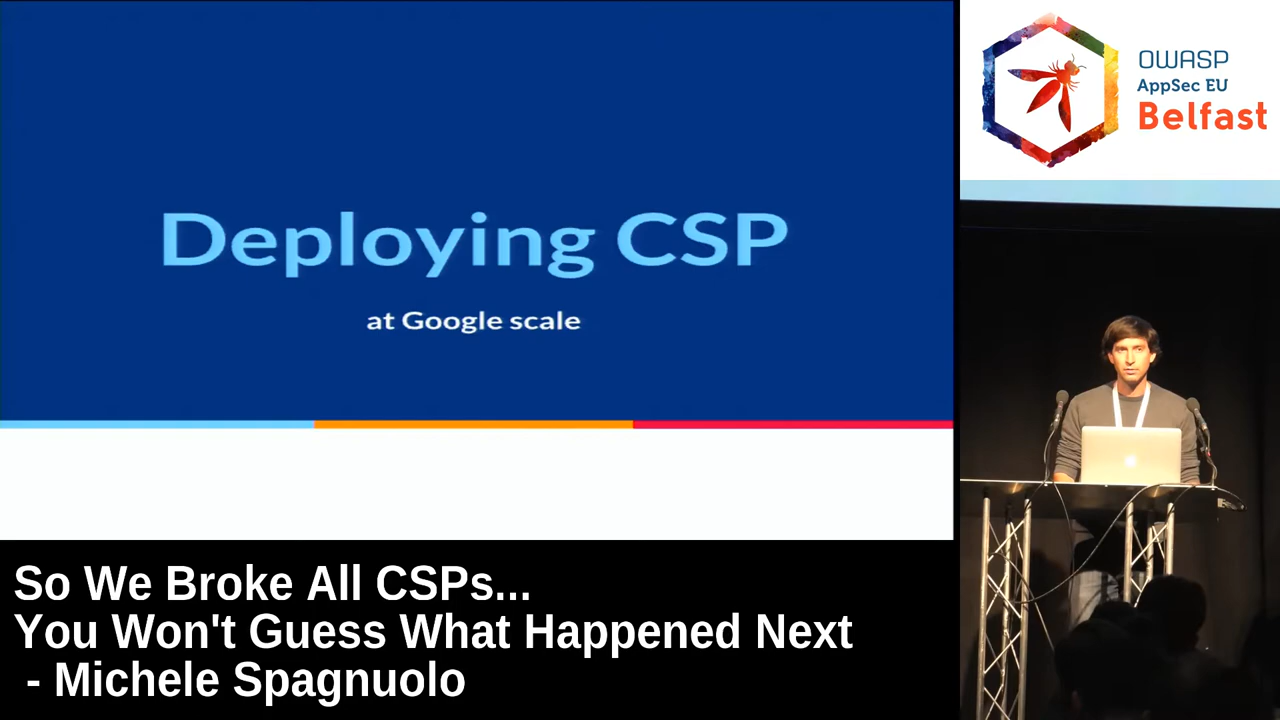 Deploying CSP
at Google scale
OWASP
AppSec EU
Belfast
So We Broke All CSPs...
You Won't Guess What Happened Next
- Michele Spagnuolo